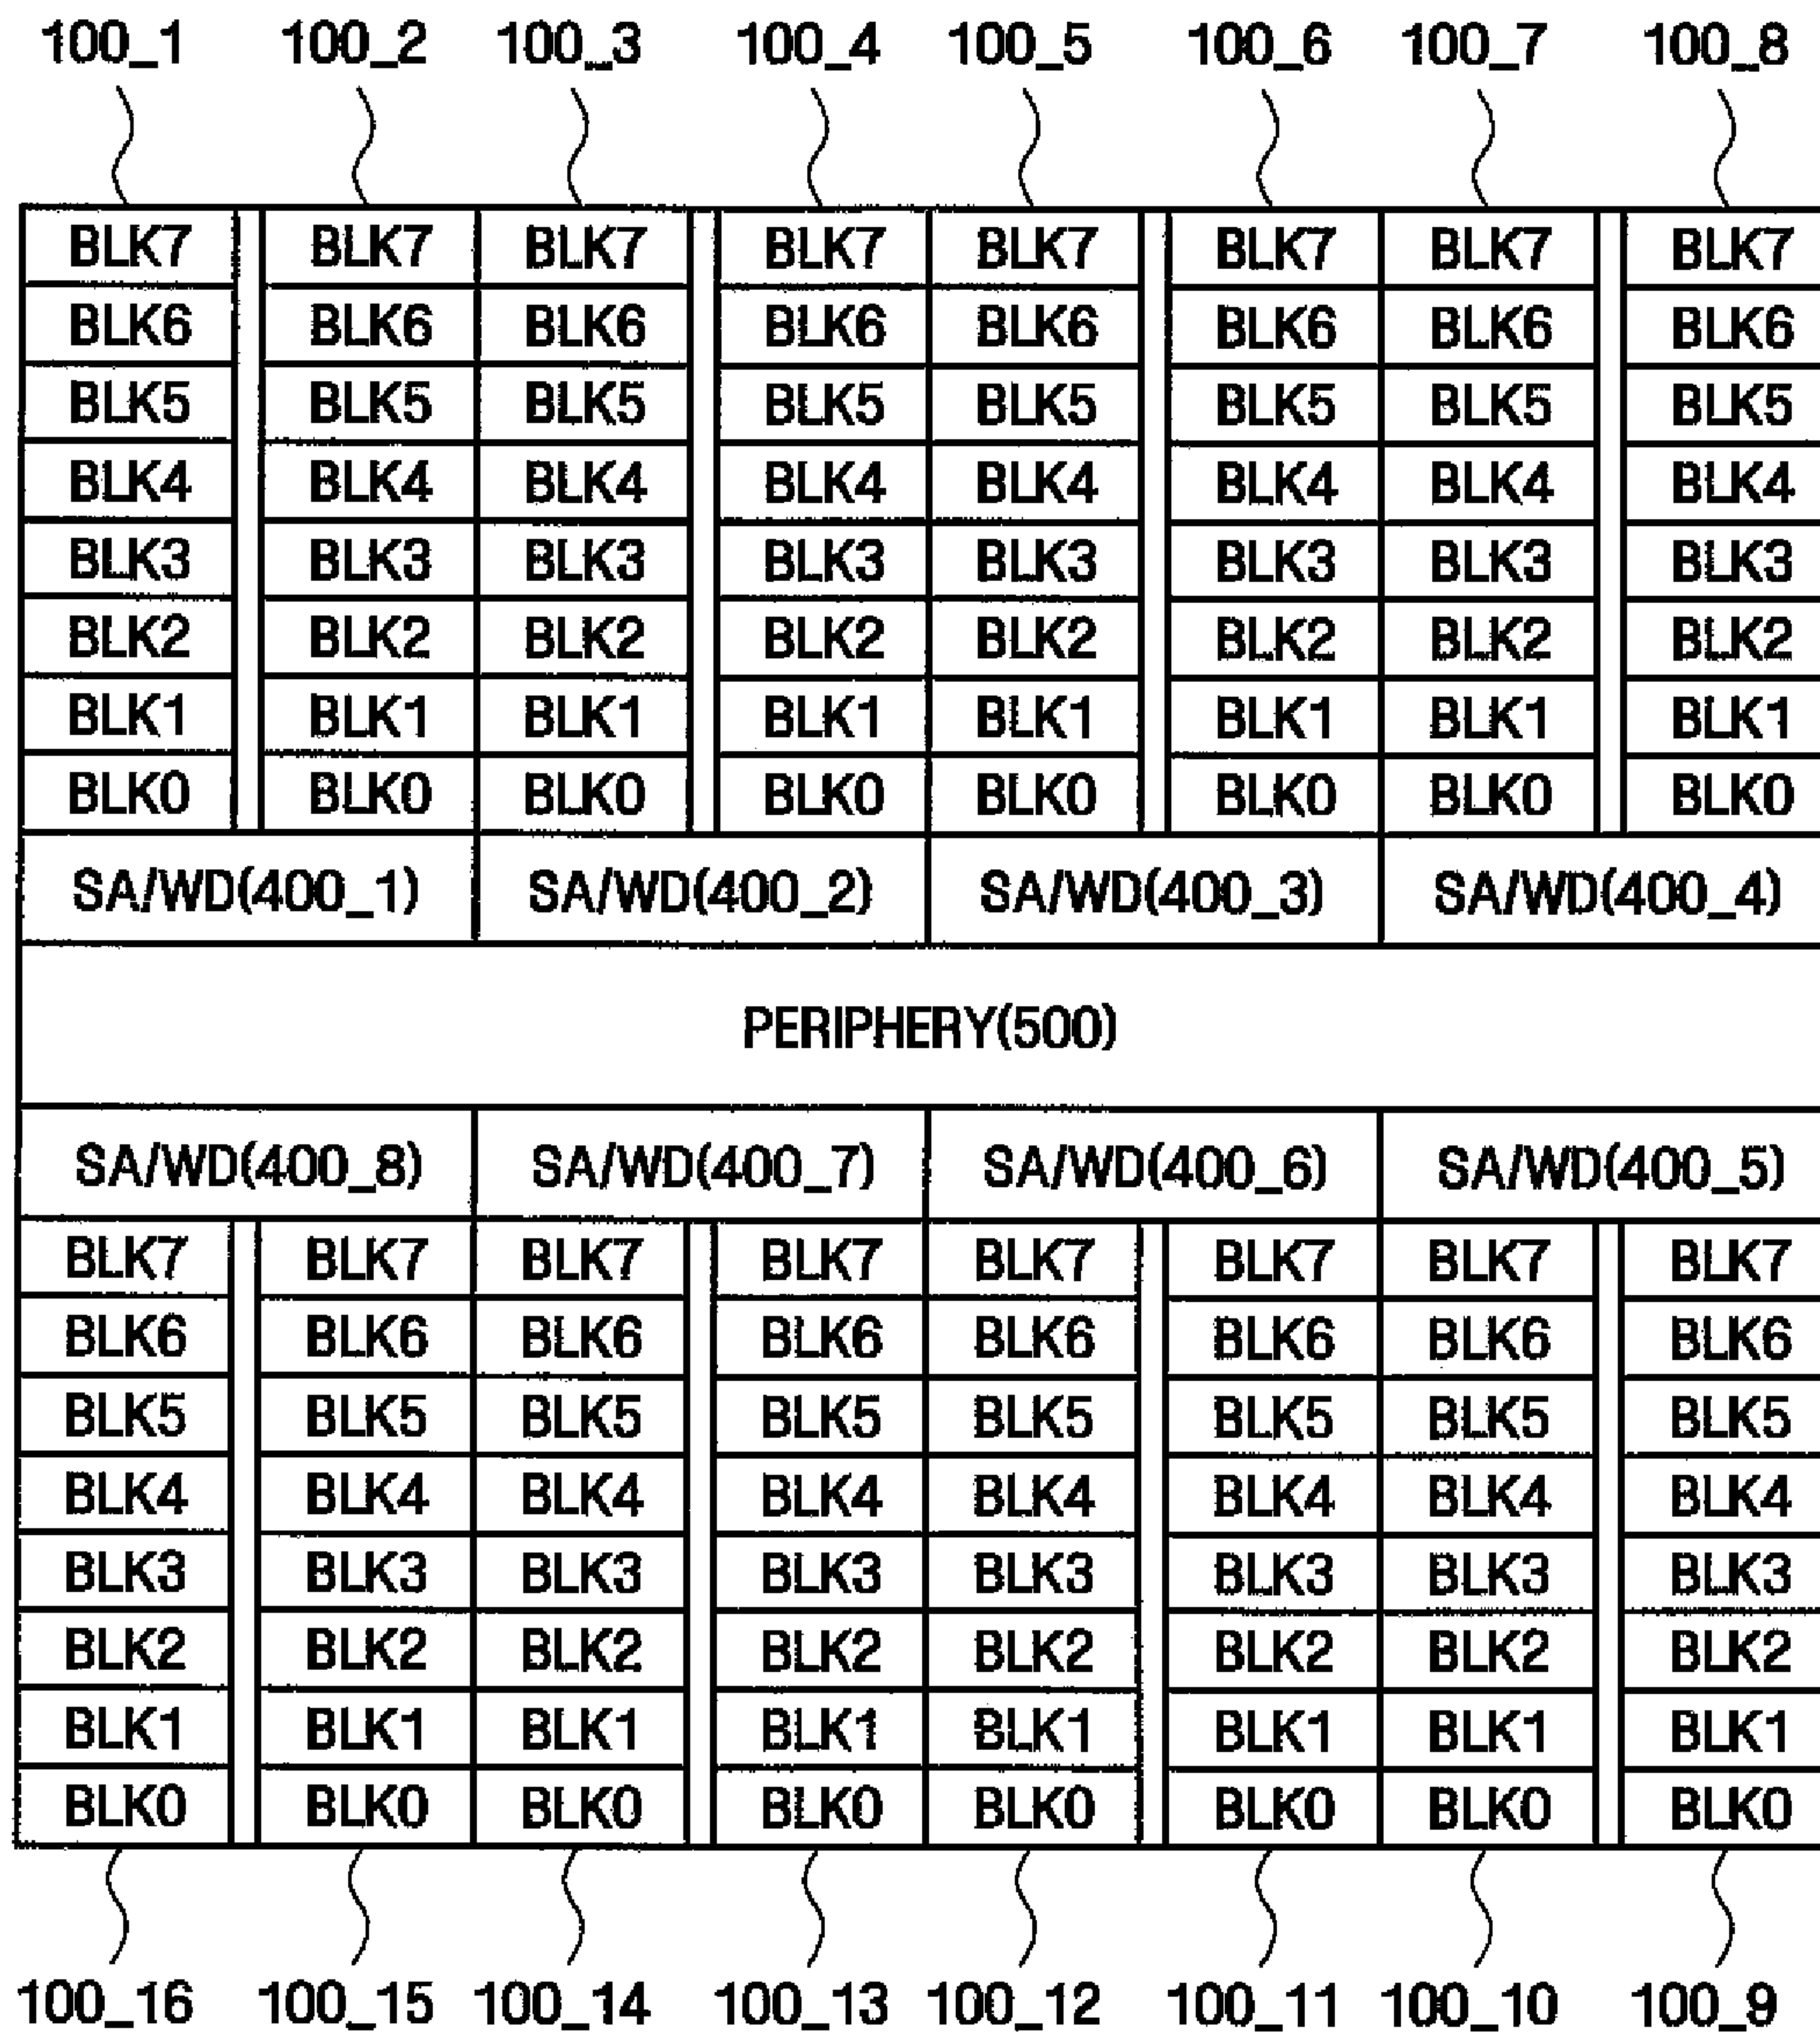 100_1 100_2 100_3 100_4 100_5 100_6 100_7 100_8
BLK7 BLK7 BLK7 BLK7 BLK7 BLK7 BLK7 BLK7
BLK6 BLK6 BLK6 BLK6 BLK6 BLK6 BLK6 BLK6
BLK5 BLK5 BLK5 BLK5 BLK5 BLK5 BLK5 BLK5
BLK4 BLK4 BLK4 BLK4 BLK4 BLK4 BLK4 BLK4
BLK3 BLK3 BLK3 BLK3 BLK3 BLK3 BLK3 BLK3
BLK2 BLK2 BLK2 BLK2 BLK2 BLK2 BLK2 BLK2
BLK1 BLK1 BLK1 BLK1 BLK1 BLK1 BLK1 BLK1
BLK0 BLK0 BLK0 BLK0 BLK0 BLK0 BLK0 BLK0
SA/WD(400_1) SA/WD(400_2) SA/WD(400_3) SA/WD(400_4)
PERIPHERY(500)
SA/WD(400_8) SA/WD(400_7) SA/WD(400_6) SA/WD(400_5)
BLK7 BLK7 BLK7 BLK7 BLK7 BLK7 BLK7 BLK7
BLK6 BLK6 BLK6 BLK6 BLK6 BLK6 BLK6 BLK6
BLK5 BLK5 BLK5 BLK5 BLK5 BLK5 BLK5 BLK5
BLK4 BLK4 BLK4 BLK4 BLK4 BLK4 BLK4 BLK4
BLK3 BLK3 BLK3 BLK3 BLK3 BLK3 BLK3 BLK3
BLK2 BLK2 BLK2 BLK2 BLK2 BLK2 BLK2 BLK2
BLK1 BLK1 BLK1 BLK1 BLK1 BLK1 BLK1 BLK1
BLK0 BLK0 BLK0 BLK0 BLK0 BLK0 BLK0 BLK0
100_16 100_15 100_14 100_13 100_12 100_11 100_10 100_9